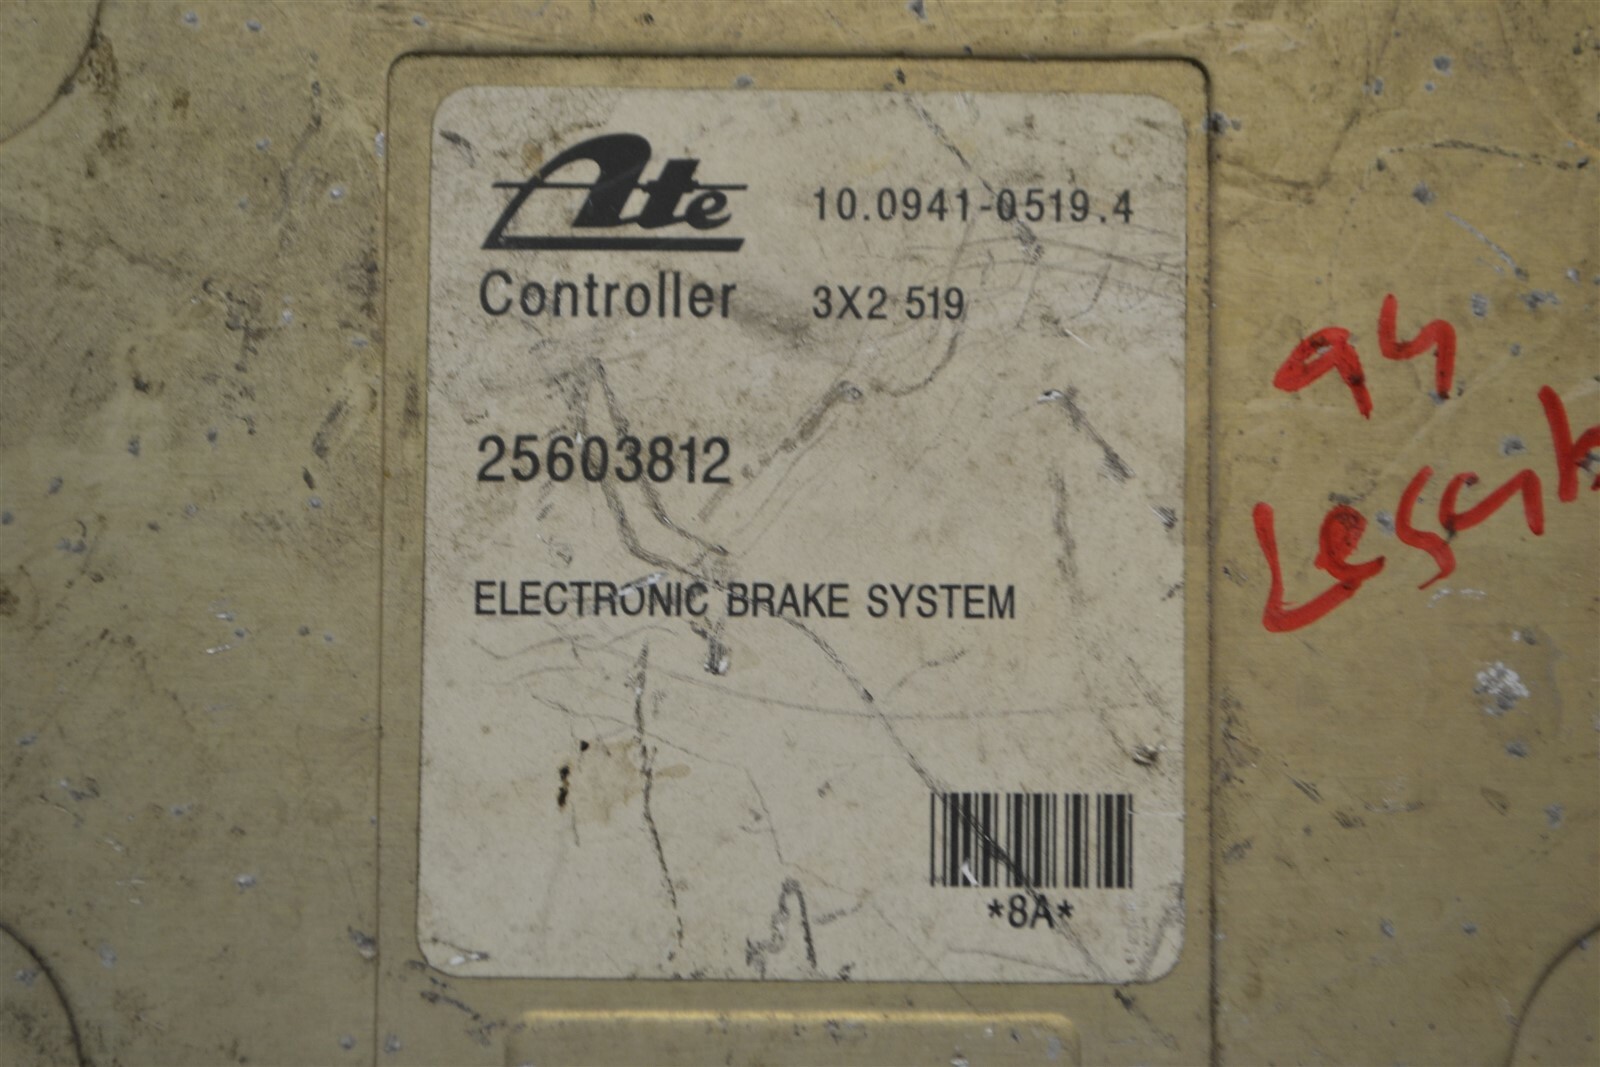 Ate 10.0941-0519.4
Controller 3X2 519
25603812
ELECTRONIC BRAKE SYSTEM
*8A*
94